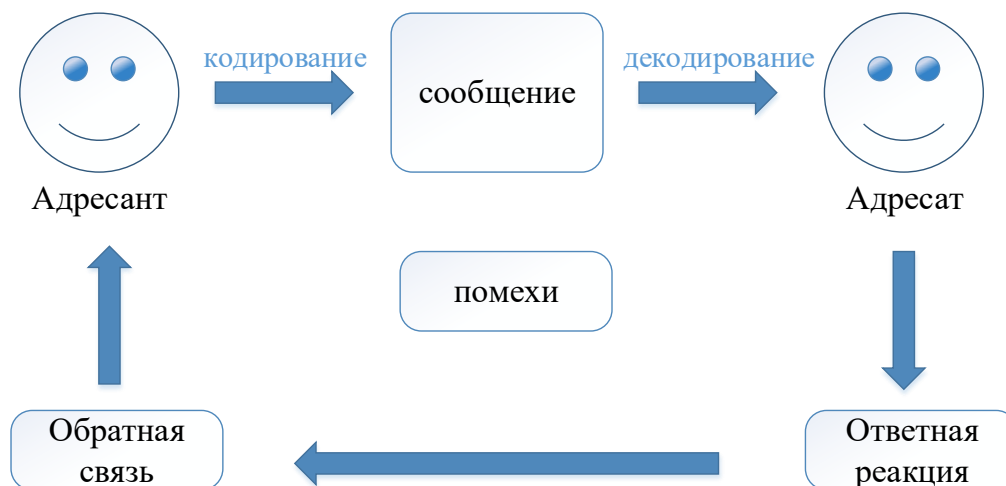 кодирование
сообщение
декодирование
Адресант
Адресат
помехи
Обратная
связь
Ответная
реакция